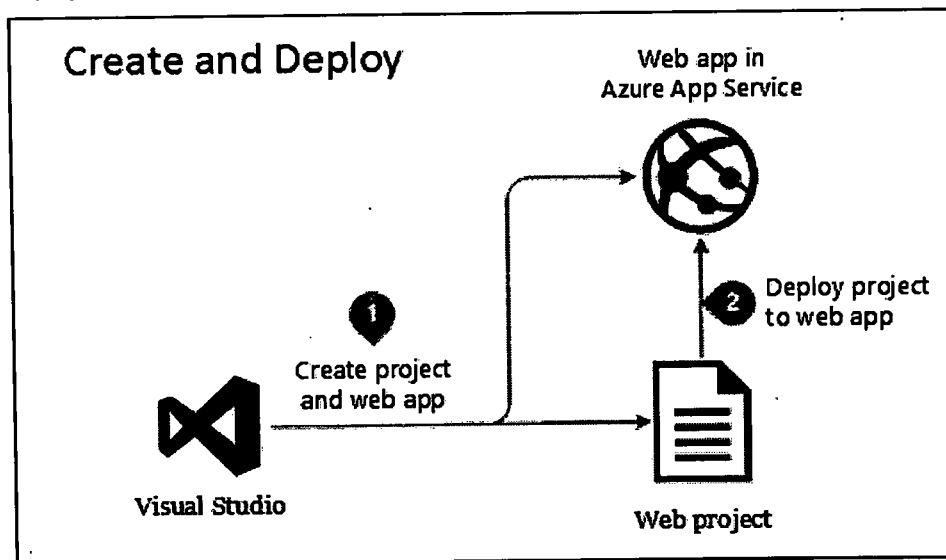 Create and Deploy
Web app in
Azure App Service
1
Create project
and web app
2
Deploy project
to web app
Visual Studio
Web project